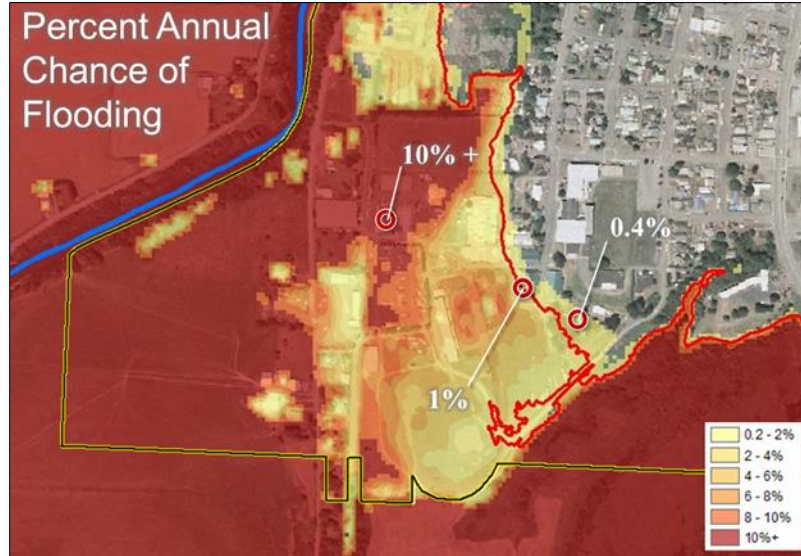 Percent Annual
Chance of
Flooding
10% +
0.4%
1%
0.2 - 2%
2 - 4%
4 - 6%
6 - 8%
8 - 10%
10%+